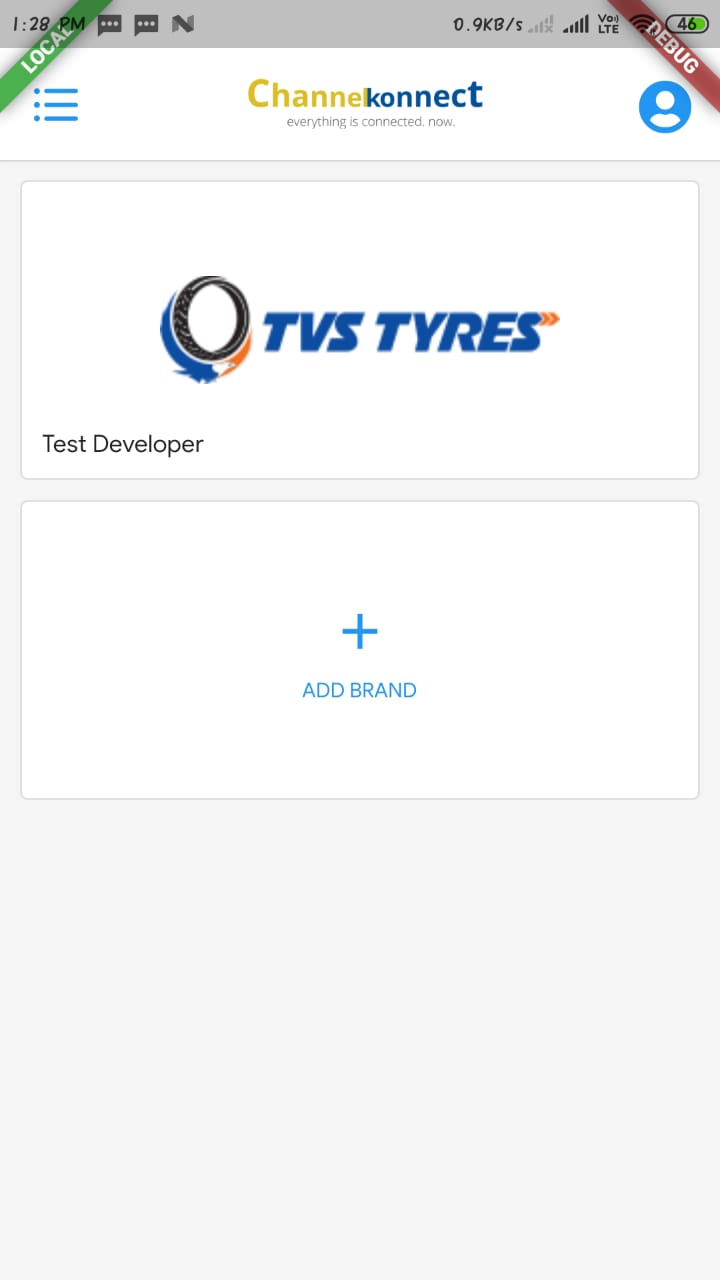 1:28 PM
0.9KB/s
Vo)
LTE
46
LOCAL
DEBUG
Channelkonnect
everything is connected. now.
TVS TYRES
Test Developer
ADD BRAND